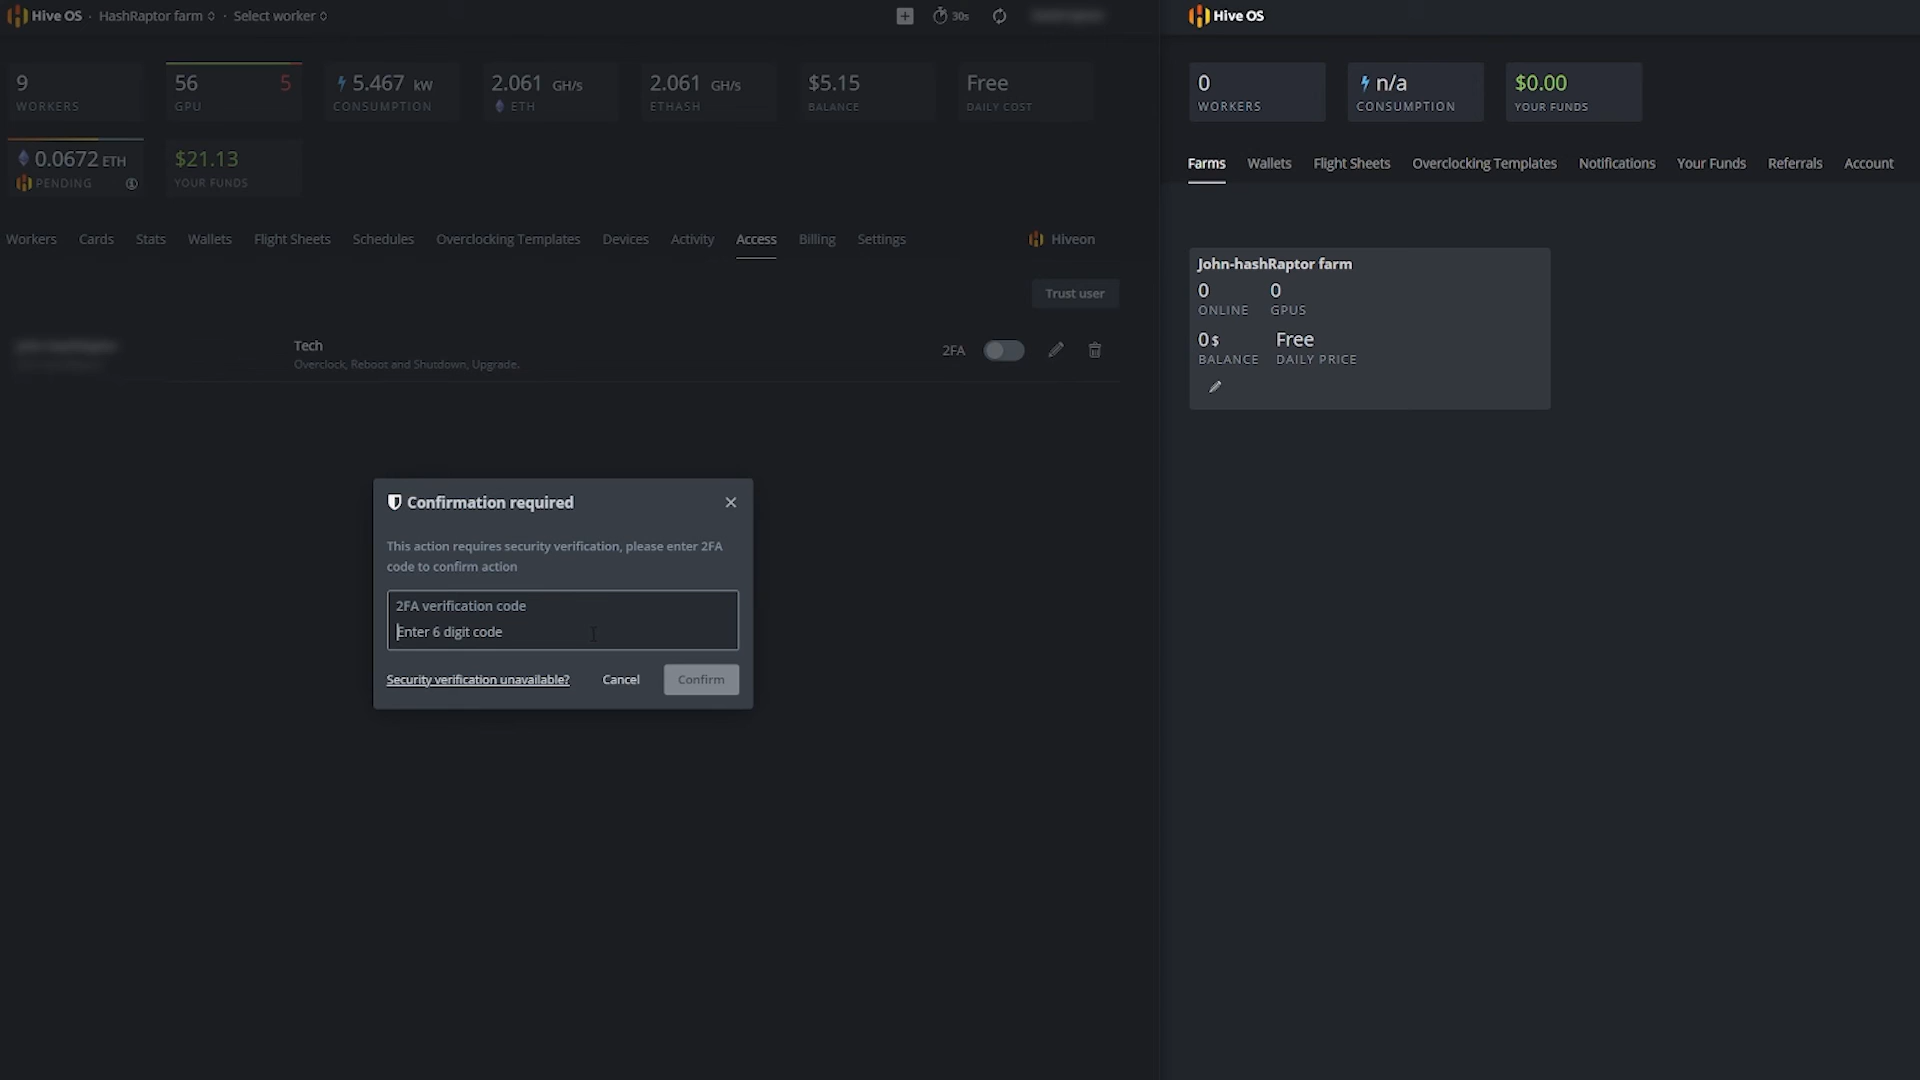 Hive OS · HashRaptor farm · Select worker
30s
9
WORKERS
56 5
GPU
5.467 kW
CONSUMPTION
2.061 GH/s
ETH
2.061 GH/s
ETHASH
$5.15
BALANCE
Free
DAILY COST
0.0672 ETH
PENDING
$21.13
YOUR FUNDS
Workers Cards Stats Wallets Flight Sheets Schedules Overclocking Templates Devices Activity Access Billing Settings Hiveon
Trust user
Tech
Overclock, Reboot and Shutdown, Upgrade.
2FA
Confirmation required
This action requires security verification, please enter 2FA
code to confirm action
2FA verification code
Enter 6 digit code
Security verification unavailable? Cancel Confirm
Hive OS
0
WORKERS
n/a
CONSUMPTION
$0.00
YOUR FUNDS
Farms Wallets Flight Sheets Overclocking Templates Notifications Your Funds Referrals Account
John-hashRaptor farm
0 0
ONLINE GPUS
0 $ Free
BALANCE DAILY PRICE